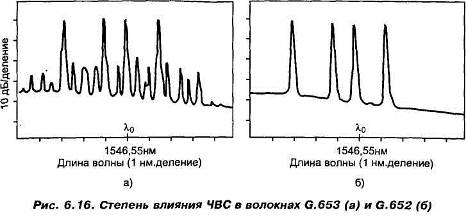 10 дБ/деление
λ₀
1546,55нм
Длина волны (1 нм.деление)
а)
λ₀
1546,55нм
Длина волны (1 нм.деление)
б)
Рис. 6.16. Степень влияния ЧВС в волокнах G.653 (а) и G.652 (б)